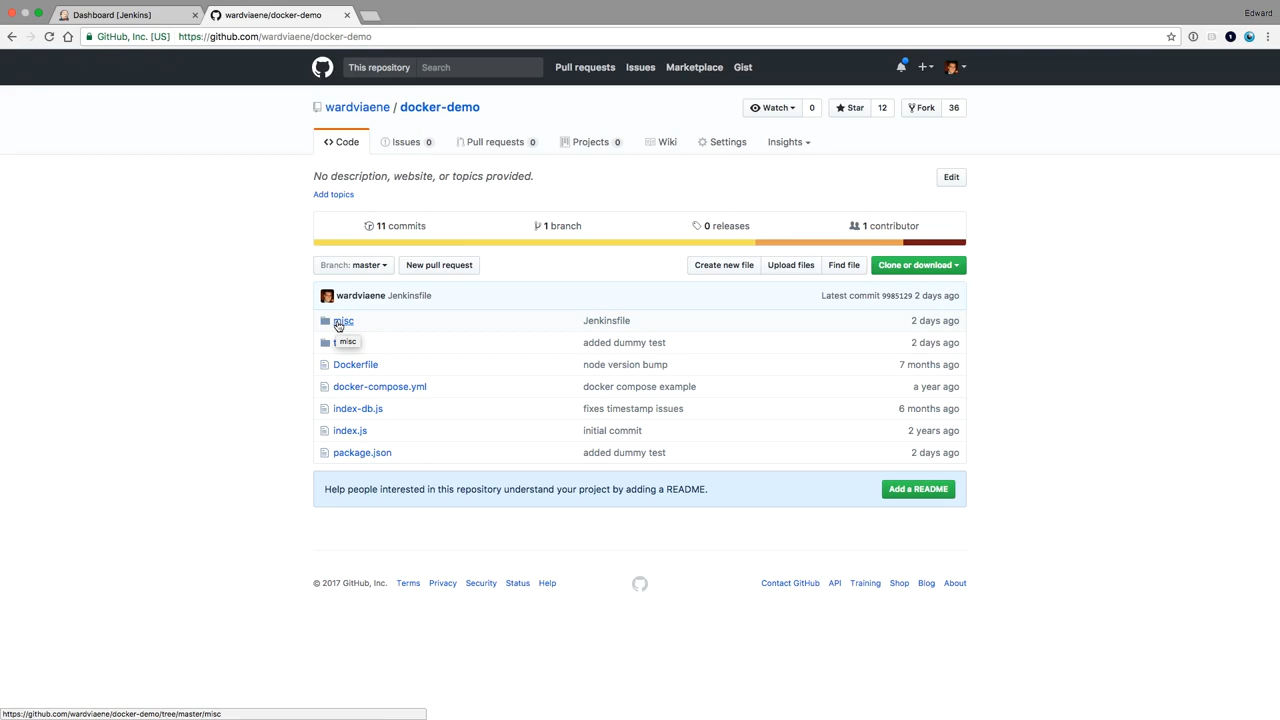 Dashboard [Jenkins]
wardviaene/docker-demo
Edward
GitHub, Inc. [US]
https://github.com/wardviaene/docker-demo
This repository
Search
Pull requests
Issues
Marketplace
Gist
wardviaene / docker-demo
Watch
0
Star
12
Fork
36
Code
Issues 0
Pull requests 0
Projects 0
Wiki
Settings
Insights
No description, website, or topics provided.
Edit
Add topics
11 commits
1 branch
0 releases
1 contributor
Branch: master
New pull request
Create new file
Upload files
Find file
Clone or download
wardviaene Jenkinsfile
Latest commit 9985129 2 days ago
misc
Jenkinsfile
2 days ago
misc
added dummy test
2 days ago
Dockerfile
node version bump
7 months ago
docker-compose.yml
docker compose example
a year ago
index-db.js
fixes timestamp issues
6 months ago
index.js
initial commit
2 years ago
package.json
added dummy test
2 days ago
Help people interested in this repository understand your project by adding a README.
Add a README
© 2017 GitHub, Inc.
Terms
Privacy
Security
Status
Help
Contact GitHub
API
Training
Shop
Blog
About
https://github.com/wardviaene/docker-demo/tree/master/misc